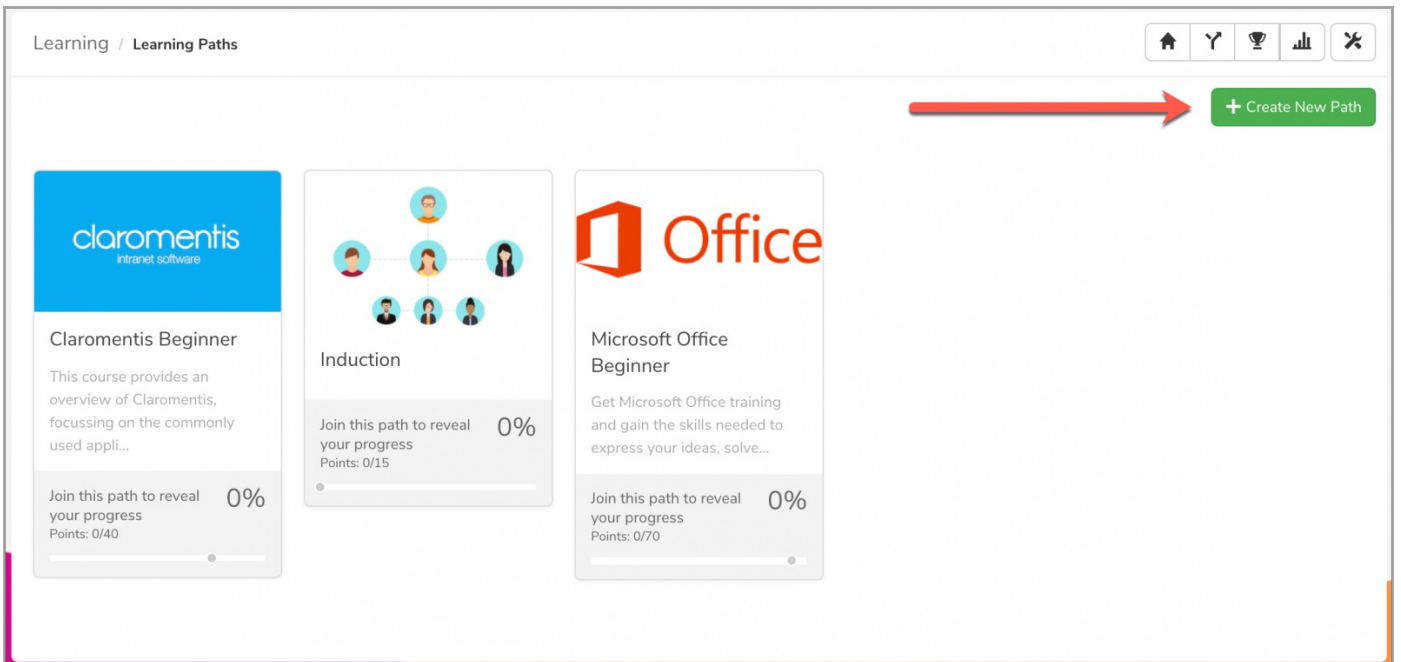 Learning / Learning Paths
+ Create New Path
claromentis
intranet software
Claromentis Beginner
This course provides an
overview of Claromentis,
focussing on the commonly
used appli...
Join this path to reveal
your progress
Points: 0/40
0%
Induction
Join this path to reveal
your progress
Points: 0/15
0%
Office
Microsoft Office
Beginner
Get Microsoft Office training
and gain the skills needed to
express your ideas, solve...
Join this path to reveal
your progress
Points: 0/70
0%